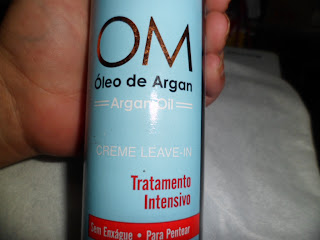 OM
Óleo de Argan
Argan Oil
CREME LEAVE-IN
Tratamento
Intensivo
Sem Enxágue • Para Pentear